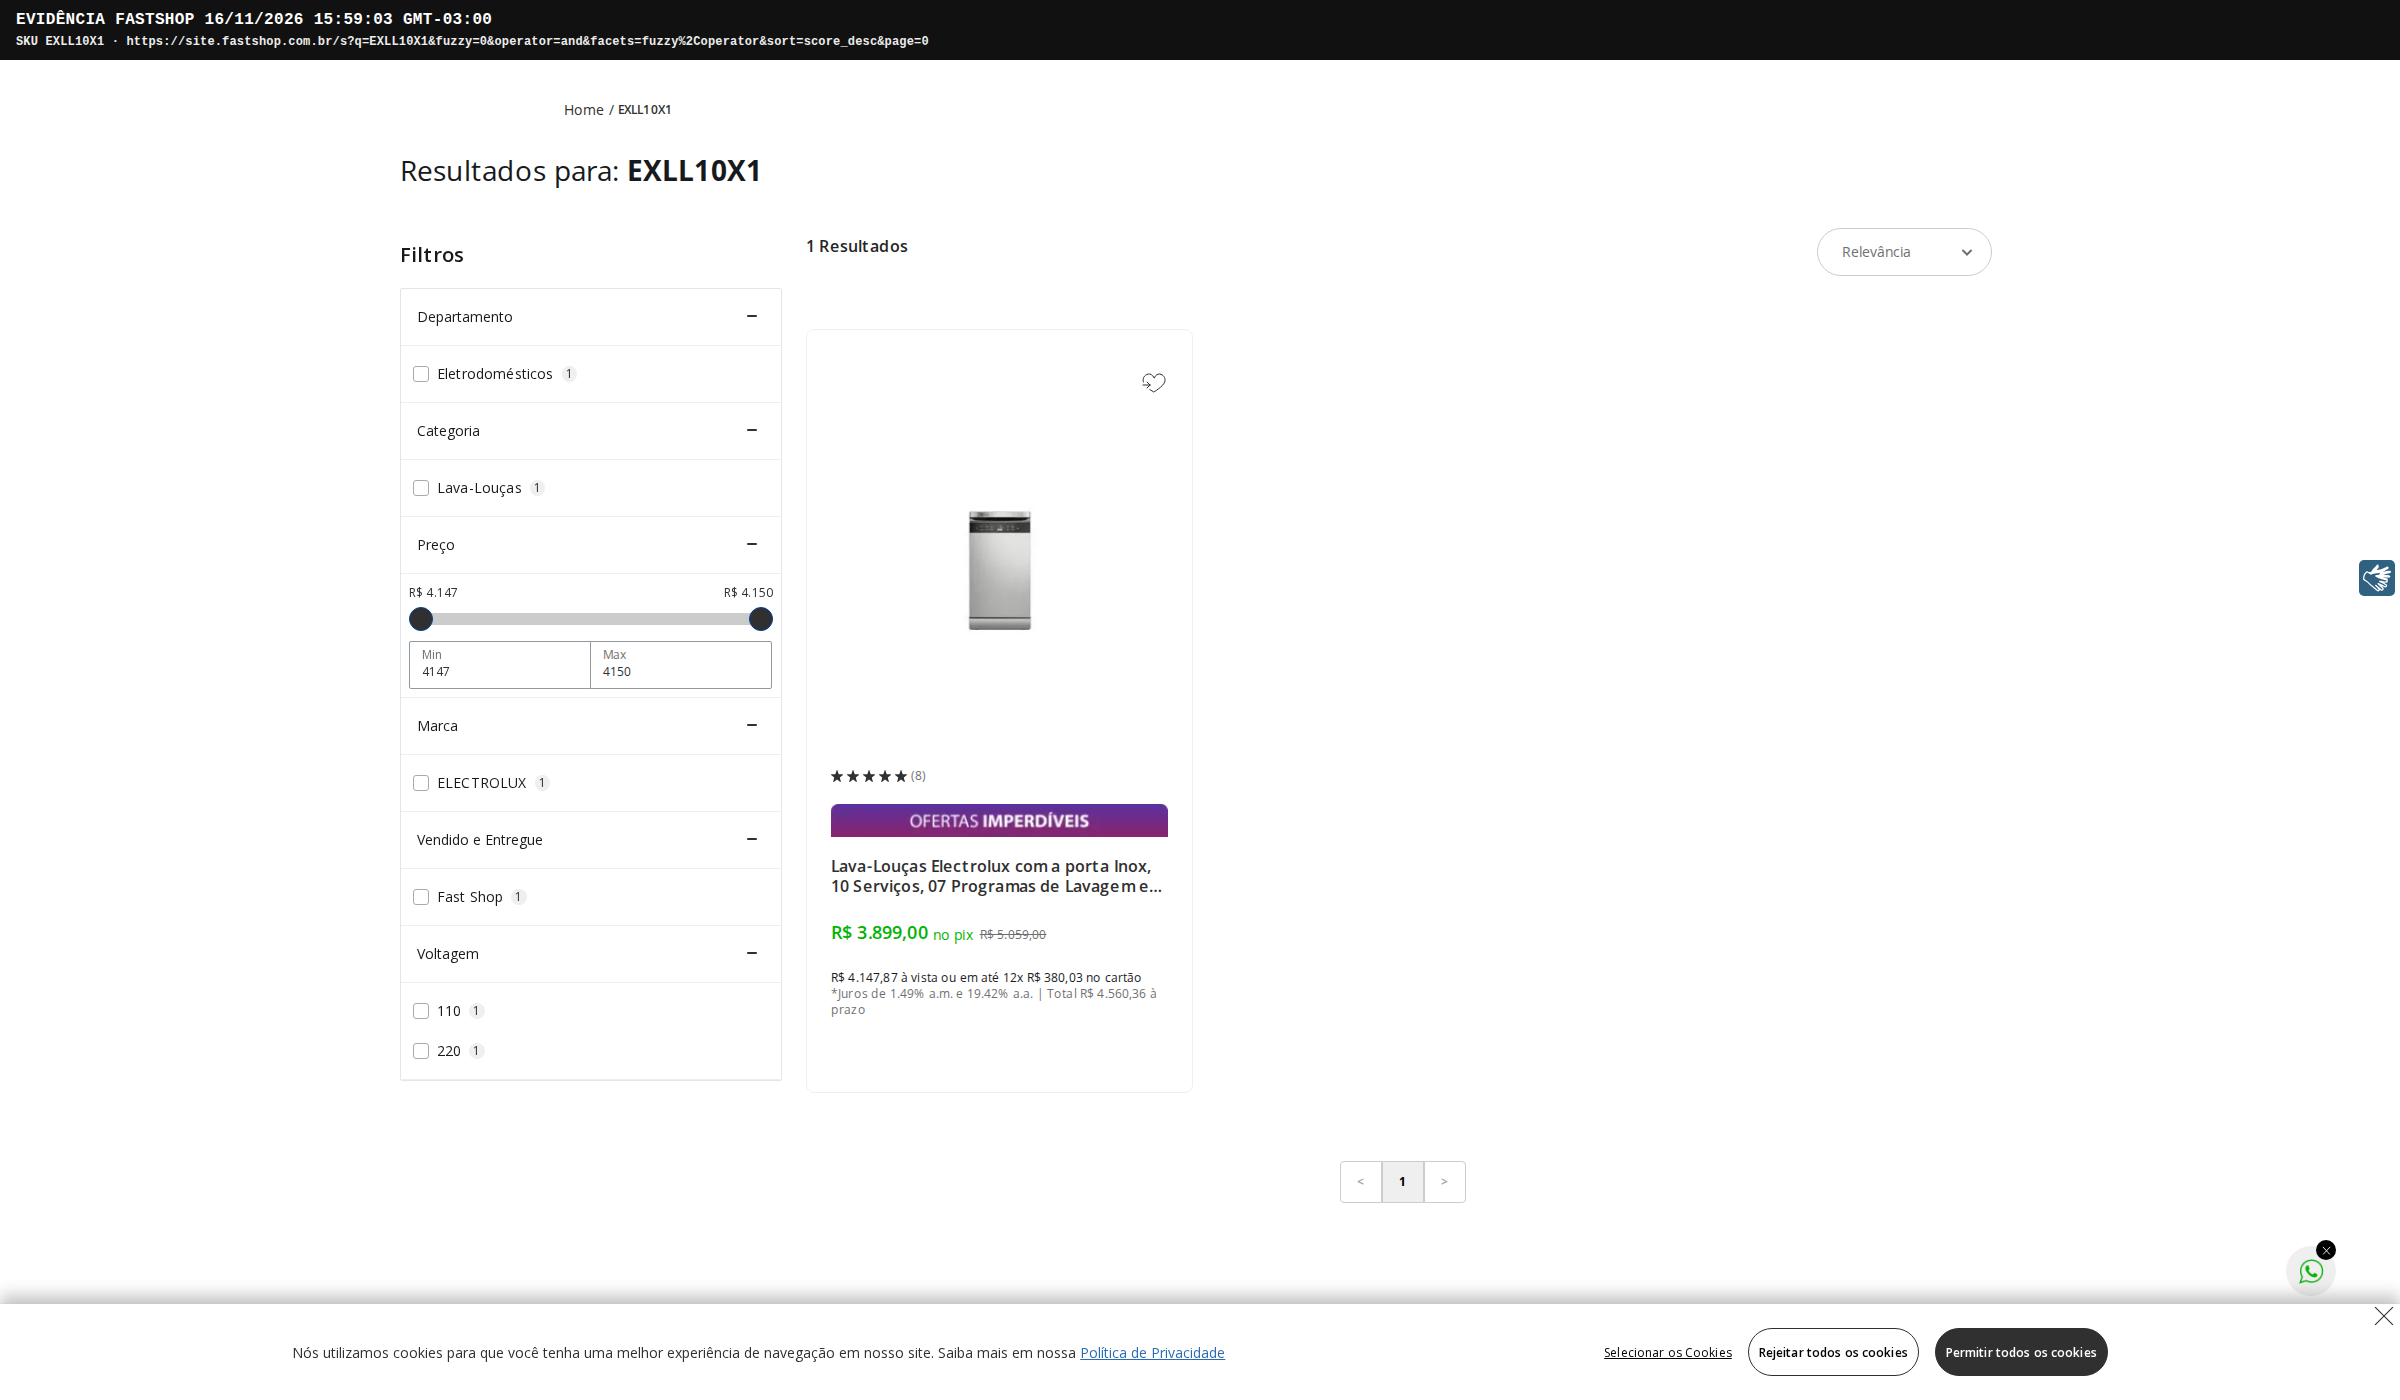 EVIDÊNCIA FASTSHOP 16/11/2026 15:59:03 GMT-03:00
SKU EXLL10X1 · https://site.fastshop.com.br/s?q=EXLL10X1&fuzzy=0&operator=and&facets=fuzzy%2Coperator&sort=score_desc&page=0
Home / EXLL10X1
Resultados para: EXLL10X1
Filtros
1 Resultados
Relevância
Departamento
Eletrodomésticos 1
Categoria
Lava-Louças 1
Preço
R$ 4.147
R$ 4.150
Min
4147
Max
4150
Marca
ELECTROLUX 1
Vendido e Entregue
Fast Shop 1
Voltagem
110 1
220 1
(8)
OFERTAS IMPERDÍVEIS
Lava-Louças Electrolux com a porta Inox,
10 Serviços, 07 Programas de Lavagem e...
R$ 3.899,00 no pix R$ 5.059,00
R$ 4.147,87 à vista ou em até 12x R$ 380,03 no cartão
*Juros de 1.49% a.m. e 19.42% a.a. | Total R$ 4.560,36 à
prazo
< 1 >
Nós utilizamos cookies para que você tenha uma melhor experiência de navegação em nosso site. Saiba mais em nossa Política de Privacidade
Selecionar os Cookies
Rejeitar todos os cookies
Permitir todos os cookies